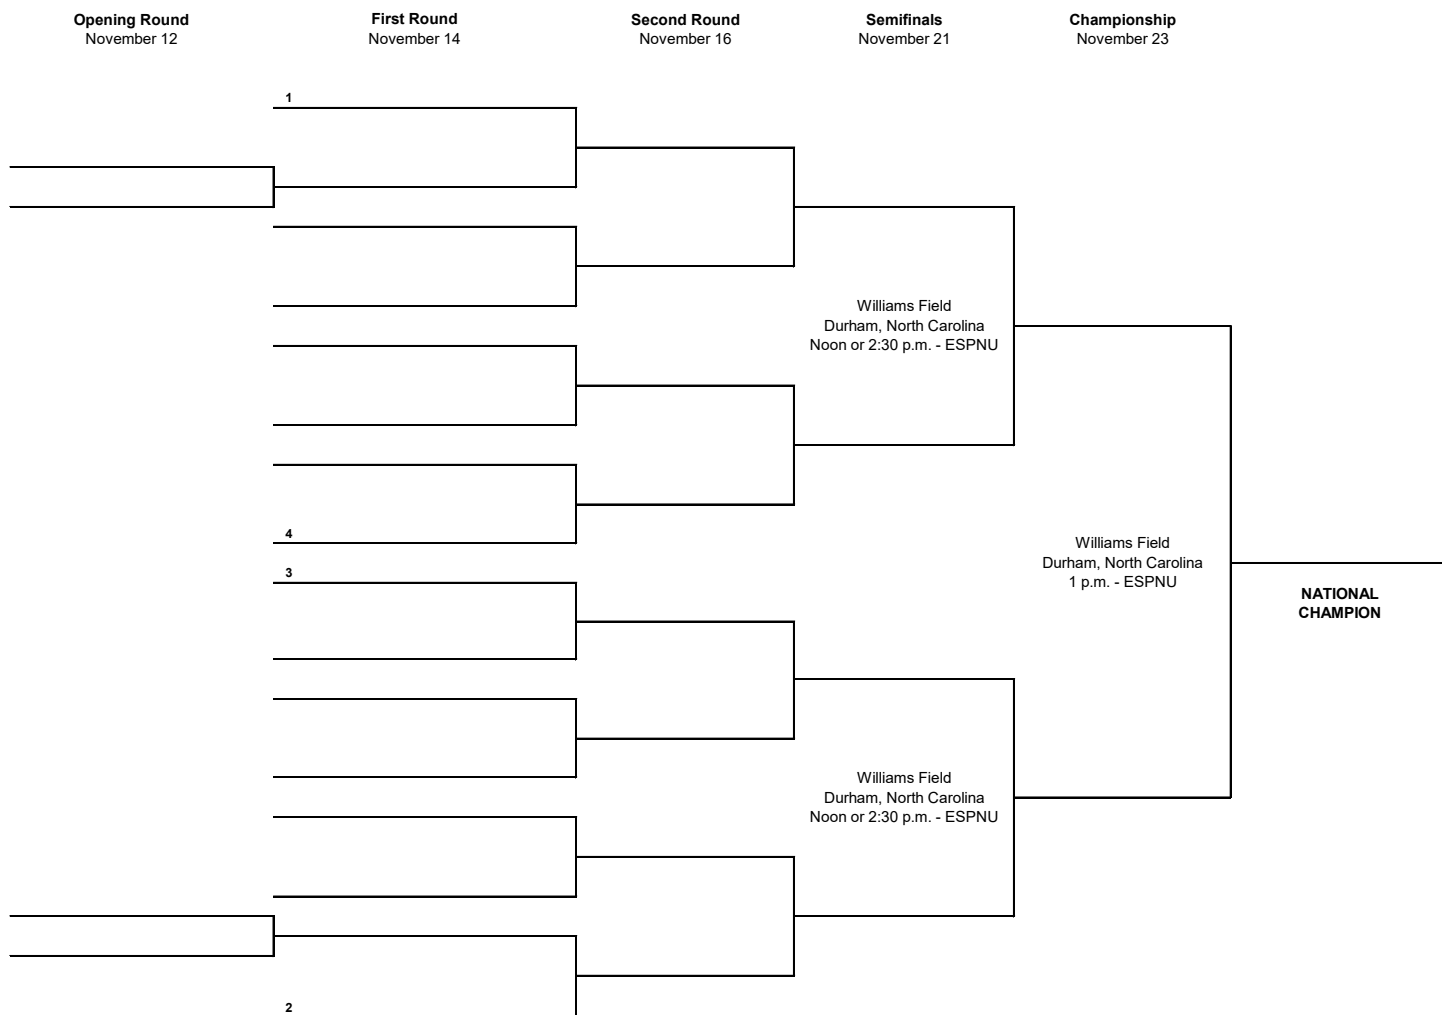 Opening Round
November 12
First Round
November 14
Second Round
November 16
Semifinals
November 21
Championship
November 23
1
Williams Field
Durham, North Carolina
Noon or 2:30 p.m. - ESPNU
4
3
Williams Field
Durham, North Carolina
1 p.m. - ESPNU
NATIONAL
CHAMPION
Williams Field
Durham, North Carolina
Noon or 2:30 p.m. - ESPNU
2